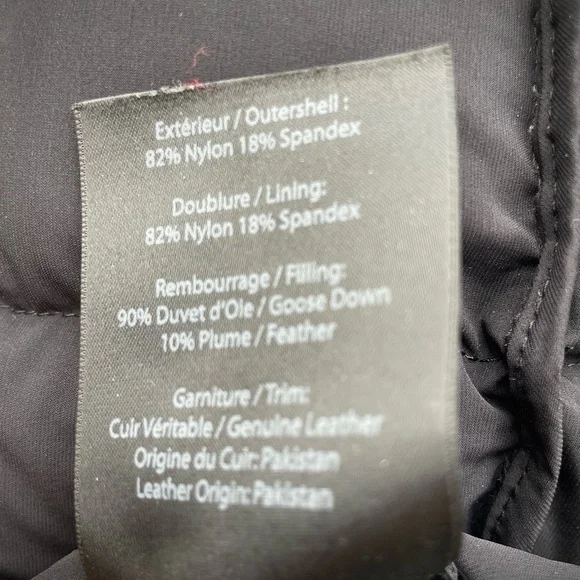 Extérieur / Outershell :
82% Nylon 18% Spandex
Doublure / Lining:
82% Nylon 18% Spandex
Rembourrage / Filling:
90% Duvet d'Oie / Goose Down
10% Plume / Feather
Garniture / Trim:
Cuir Véritable / Genuine Leather
Origine du Cuir: Pakistan
Leather Origin: Pakistan